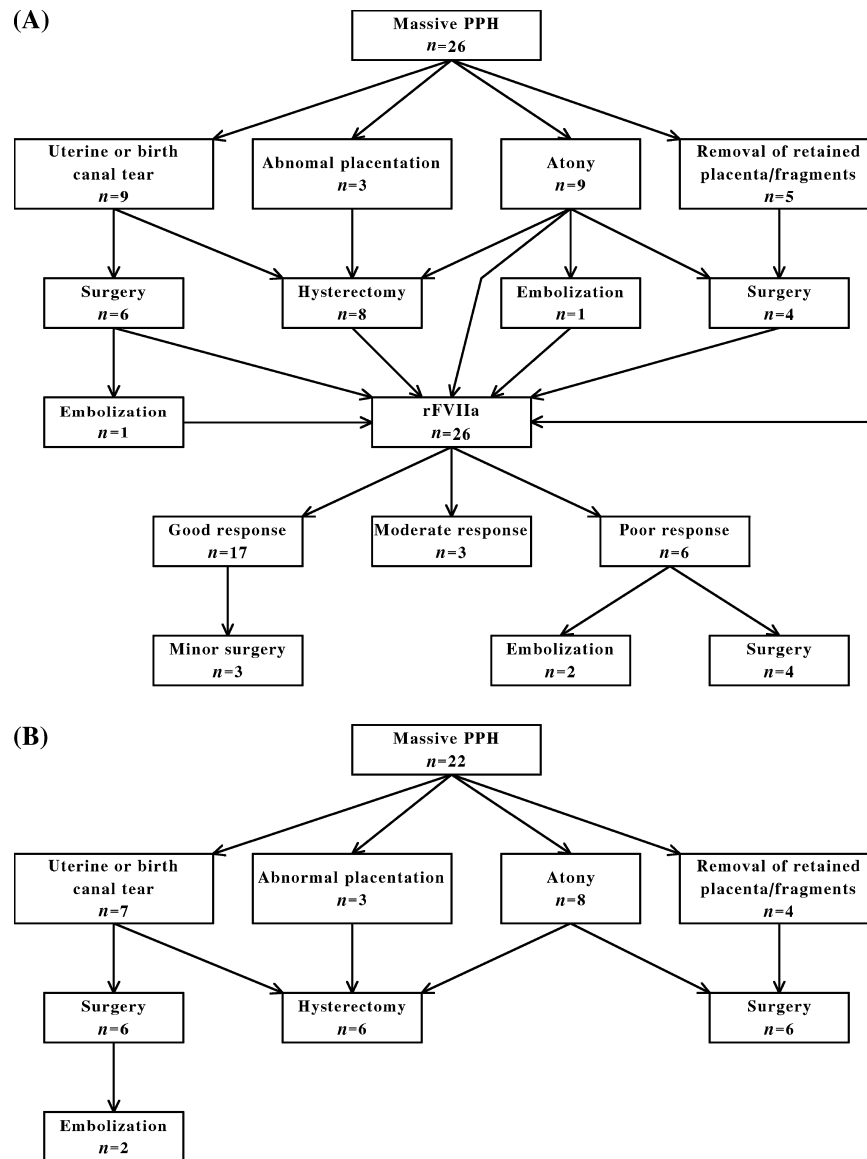 (A)
Massive PPH
n=26
Uterine or birth
canal tear
n=9
Abnomal placentation
n=3
Atony
n=9
Removal of retained
placenta/fragments
n=5
Surgery
n=6
Hysterectomy
n=8
Embolization
n=1
Surgery
n=4
Embolization
n=1
rFVIIa
n=26
Good response
n=17
Moderate response
n=3
Poor response
n=6
Minor surgery
n=3
Embolization
n=2
Surgery
n=4
(B)
Massive PPH
n=22
Uterine or birth
canal tear
n=7
Abnormal placentation
n=3
Atony
n=8
Removal of retained
placenta/fragments
n=4
Surgery
n=6
Hysterectomy
n=6
Surgery
n=6
Embolization
n=2